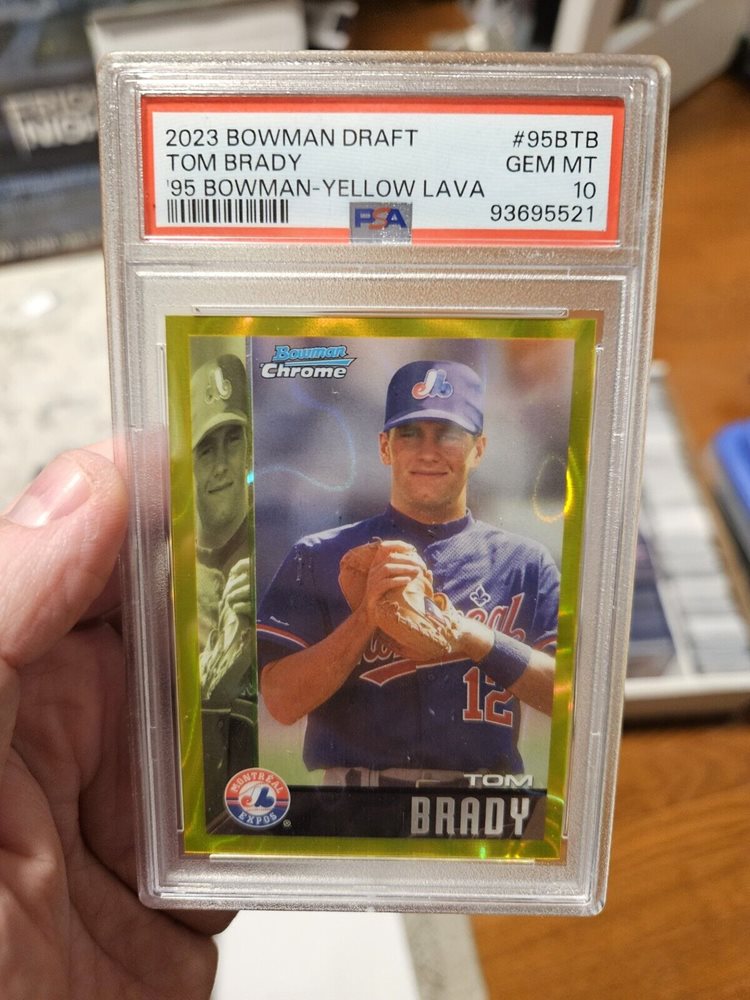 2023 BOWMAN DRAFT #95BTB
TOM BRADY GEM MT
'95 BOWMAN-YELLOW LAVA 10
PSA 93695521
Bowman
Chrome
Montreal
12
TOM
BRADY
MONTRÉAL
EXPOS
®